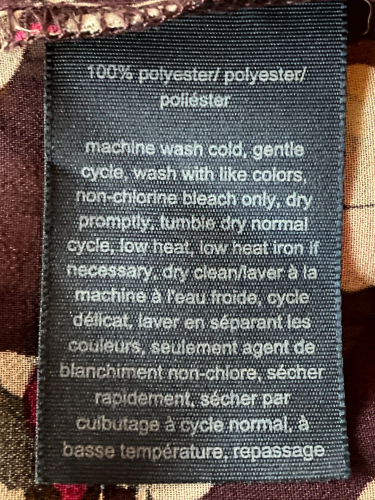 100% polyester/ polyester/
poliéster
machine wash cold, gentle
cycle, wash with like colors,
non-chlorine bleach only, dry
promptly, tumble dry normal
cycle, low heat, low heat iron if
necessary, dry clean/laver à la
machine à l'eau froide, cycle
délicat, laver en séparant les
couleurs, seulement agent de
blanchiment non-chlore, sécher
rapidement, sécher par
culbutage à cycle normal, à
basse température, repassage